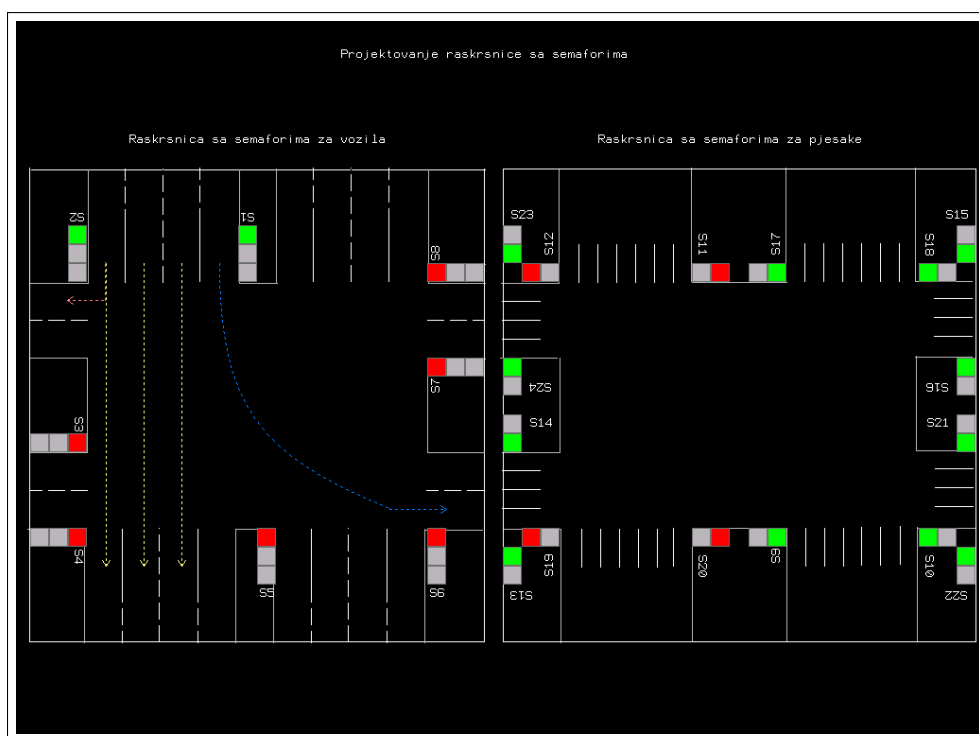 Projektovanje raskrsnice sa semaforima
Raskrsnica sa semaforima za vozila
Raskrsnica sa semaforima za pjesake
S2
S1
S8
S7
S3
S4
S5
S6
S23
S12
S11
S17
S18
S15
S24
S14
S16
S21
S13
S19
S20
S9
S10
S22